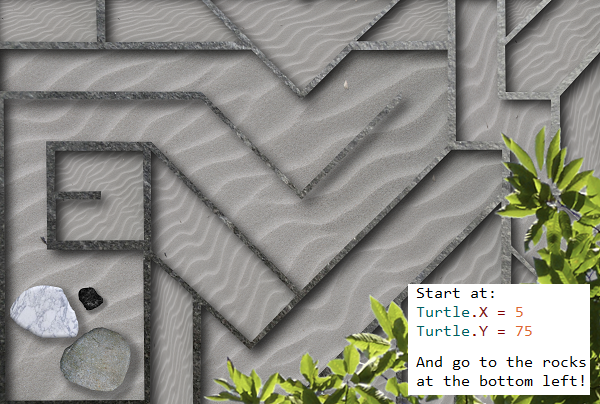 Start at:
Turtle.X = 5
Turtle.Y = 75
And go to the rocks
at the bottom left!